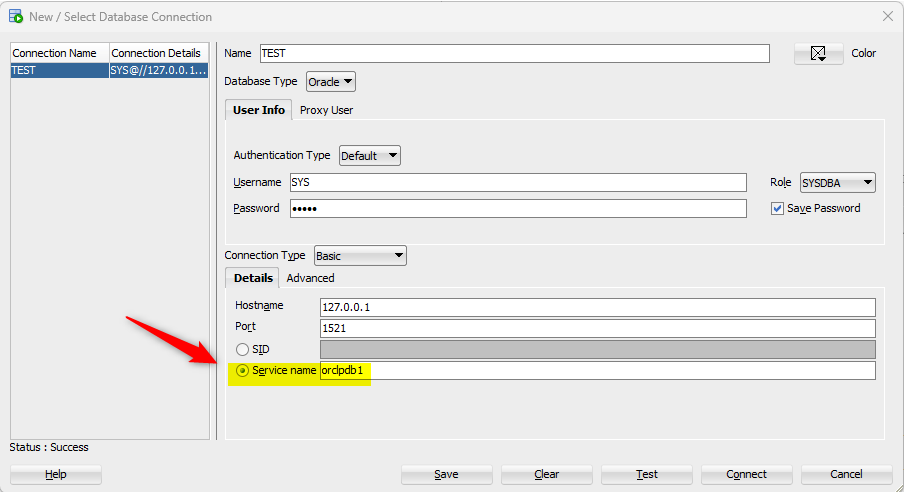 New / Select Database Connection
Connection Name Connection Details
TEST SYS@//127.0.0.1...
Name TEST Color
Database Type Oracle
User Info Proxy User
Authentication Type Default
Username SYS Role SYSDBA
Password ••••• Save Password
Connection Type Basic
Details Advanced
Hostname 127.0.0.1
Port 1521
SID
Service name orclpdb1
Status : Success
Help Save Clear Test Connect Cancel